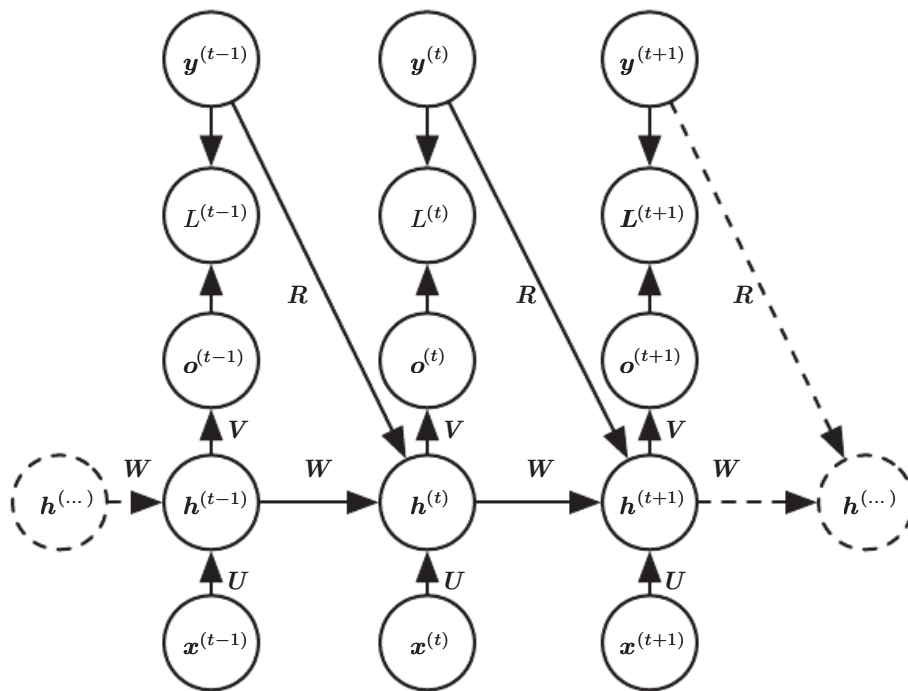 y^(t−1) y^(t) y^(t+1)
L^(t−1) L^(t) L^(t+1)
R R R
o^(t−1) o^(t) o^(t+1)
V V V
W W W W
h^(...) h^(t−1) h^(t) h^(t+1) h^(...)
U U U
x^(t−1) x^(t) x^(t+1)